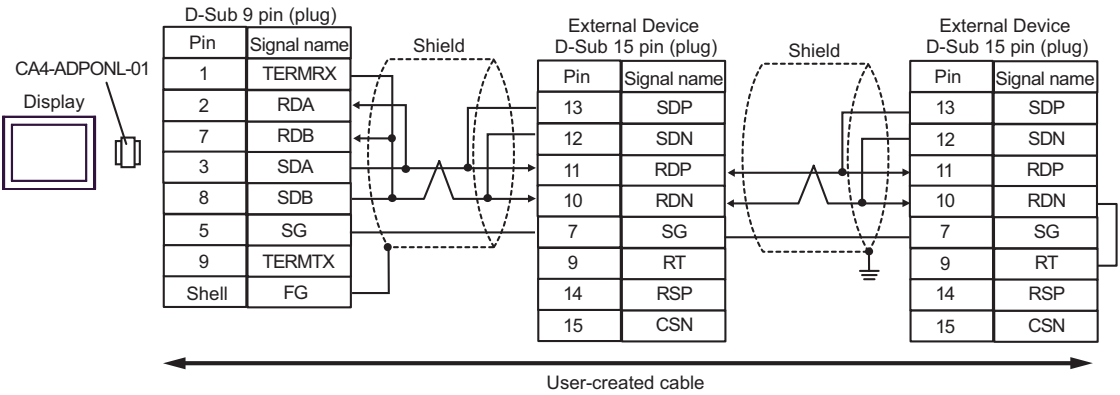 CA4-ADPONL-01
Display
D-Sub 9 pin (plug)
Pin Signal name
1 TERMRX
2 RDA
7 RDB
3 SDA
8 SDB
5 SG
9 TERMTX
Shell FG
Shield
External Device
D-Sub 15 pin (plug)
Pin Signal name
13 SDP
12 SDN
11 RDP
10 RDN
7 SG
9 RT
14 RSP
15 CSN
Shield
External Device
D-Sub 15 pin (plug)
Pin Signal name
13 SDP
12 SDN
11 RDP
10 RDN
7 SG
9 RT
14 RSP
15 CSN
User-created cable